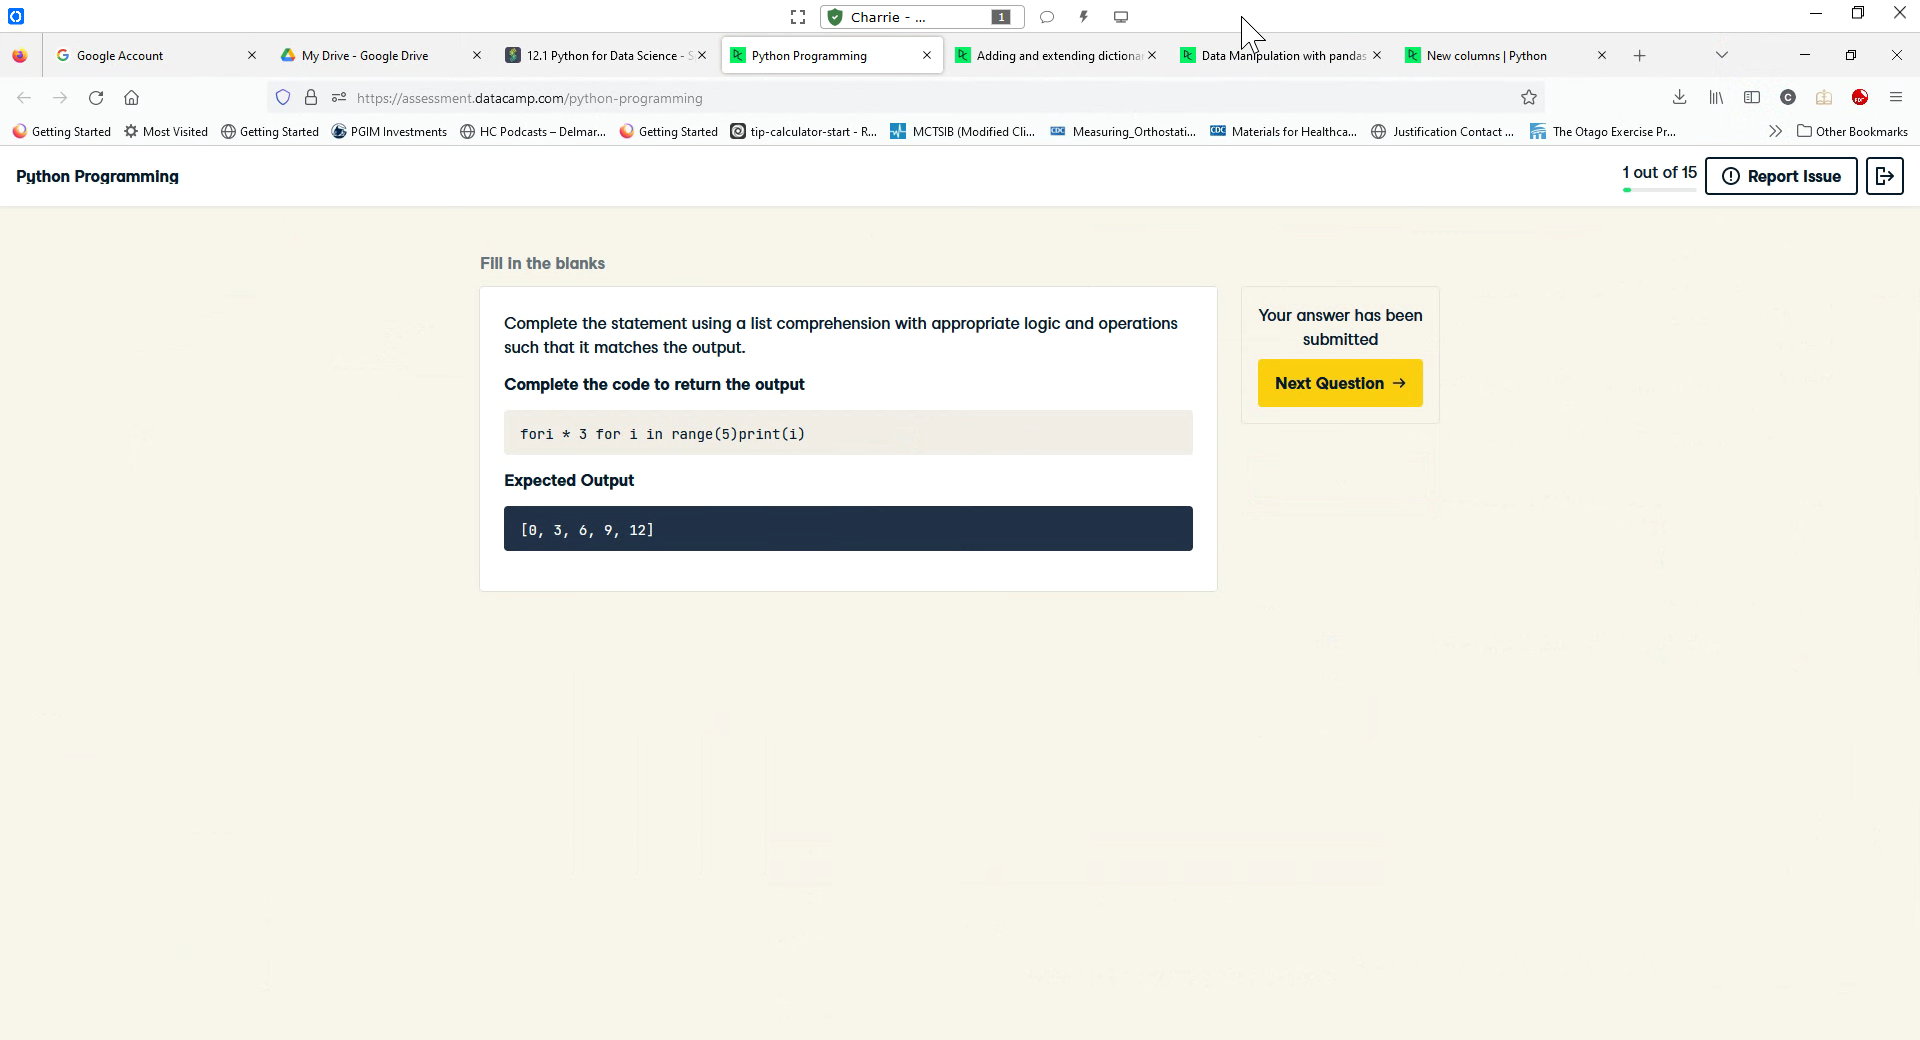 Charrie - ...
1
Google Account
My Drive - Google Drive
12.1 Python for Data Science - S
Python Programming
Adding and extending dictionar
Data Manipulation with pandas
New columns | Python
https://assessment.datacamp.com/python-programming
C
Getting Started
Most Visited
Getting Started
PGIM Investments
HC Podcasts – Delmar...
Getting Started
tip-calculator-start - R...
MCTSIB (Modified Cli...
CDC
Measuring_Orthostati...
CDC
Materials for Healthca...
Justification Contact ...
The Otago Exercise Pr...
Other Bookmarks
Python Programming
1 out of 15
Report Issue
Fill in the blanks
Complete the statement using a list comprehension with appropriate logic and operations
such that it matches the output.
Complete the code to return the output
fori * 3 for i in range(5)print(i)
Expected Output
[0, 3, 6, 9, 12]
Your answer has been
submitted
Next Question →